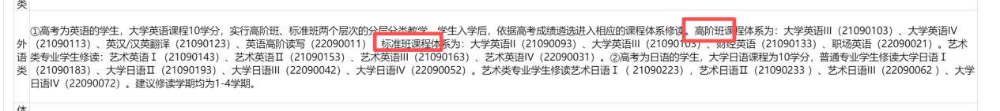 类
①高考为英语的学生，大学英语课程10学分，实行高阶班、标准班两个层次的分层分类教学，学生入学后，依据高考成绩遴选进入相应的课程体系修读。高阶班课程体系为：大学英语III（21090103）、大学英语IV
（21090113）、英汉/汉英翻译（21090123）、英语高阶读写（22090011） 标准班课程体系为：大学英语II（21090093）、大学英语III（21090103）、财经英语（21090133）、职场英语（22090021）。艺术
类专业学生修读：艺术英语Ⅰ（21090143）、艺术英语Ⅱ（21090153）、艺术英语III（21090163）、艺术英语IV（22090031）。②高考为日语的学生，大学日语课程为10学分，普通专业学生修读大学日语Ⅰ
（21090183）、大学日语Ⅱ（21090193）、大学日语III（22090042）、大学日语IV（22090052）。艺术类专业学生修读艺术日语Ⅰ（21090223），艺术日语Ⅱ（21090233 ）、艺术日语III（22090062 ）、大学
日语IV（22090072）。建议修读学期均为1-4学期。
外
语
类